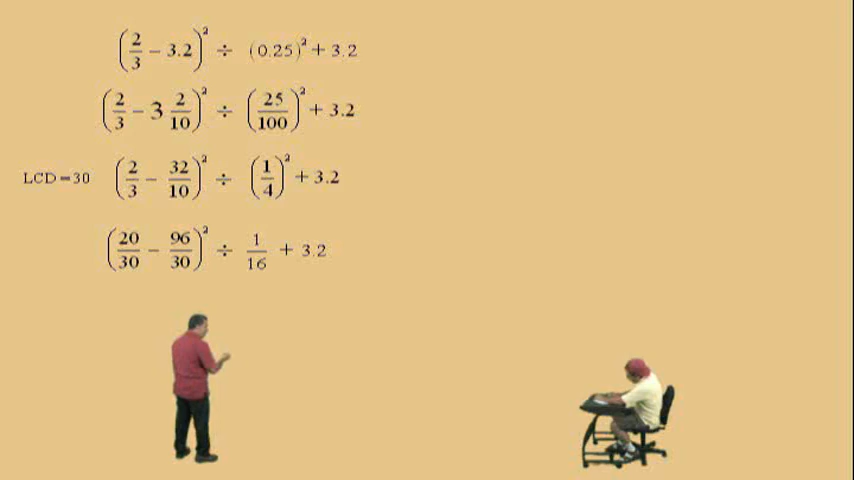 (2/3 − 3.2)² ÷ (0.25)² + 3.2
(2/3 − 3 2/10)² ÷ (25/100)² + 3.2
LCD=30 (2/3 − 32/10)² ÷ (1/4)² + 3.2
(20/30 − 96/30)² ÷ 1/16 + 3.2